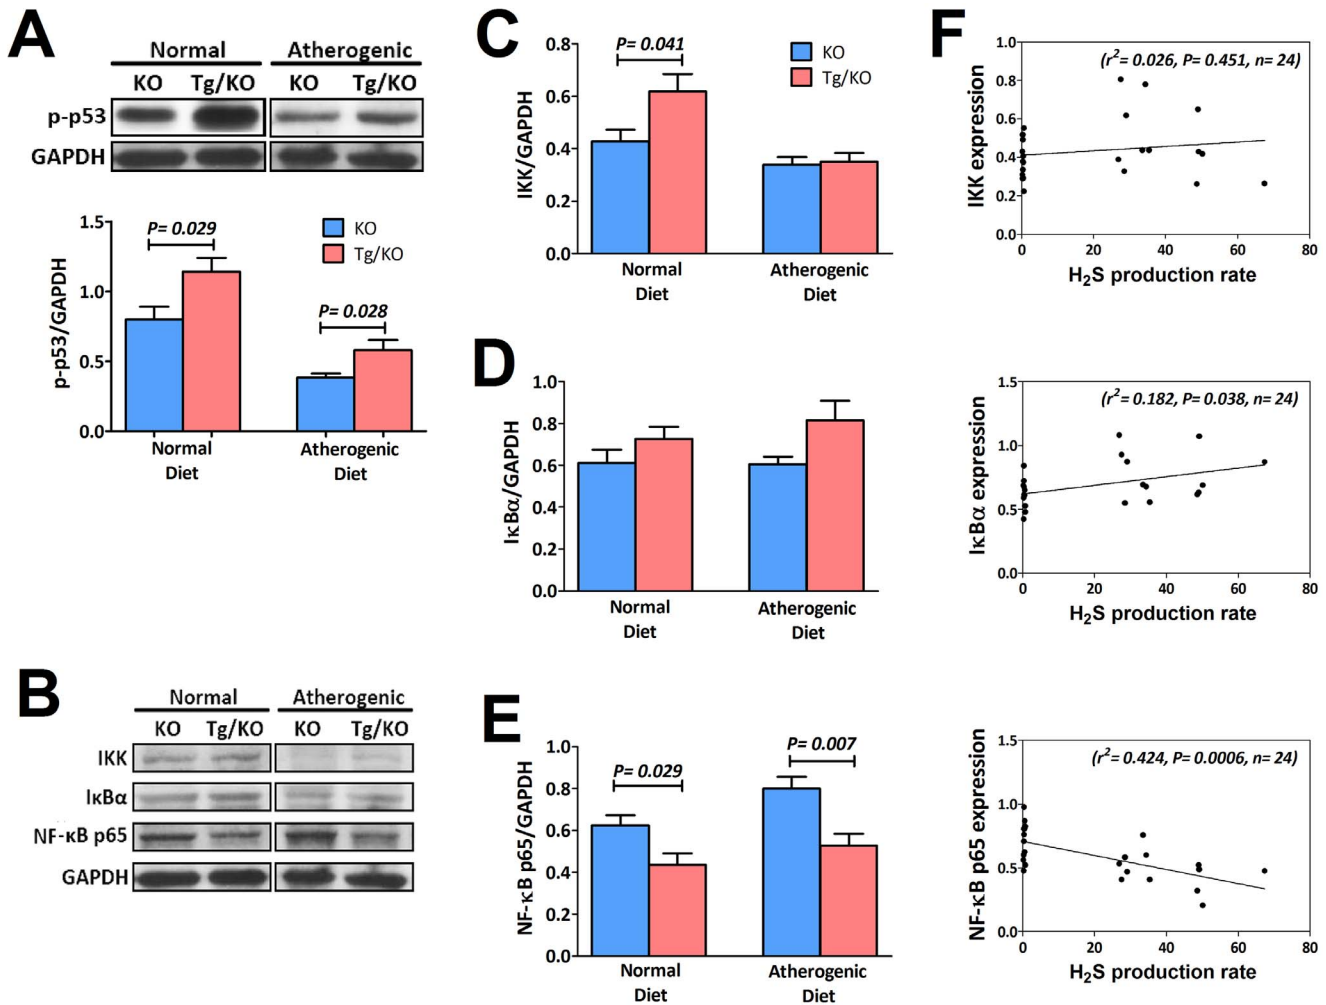 A
Normal Atherogenic
KO Tg/KO KO Tg/KO
p-p53
GAPDH
p-p53/GAPDH
1.5
1.0
0.5
0.0
P= 0.029
P= 0.028
KO
Tg/KO
Normal Diet
Atherogenic Diet
B
Normal Atherogenic
KO Tg/KO KO Tg/KO
IKK
IκBα
NF-κB p65
GAPDH
C
IKK/GAPDH
0.8
0.6
0.4
0.2
0.0
P= 0.041
KO
Tg/KO
Normal Diet
Atherogenic Diet
D
IκBα/GAPDH
1.0
0.8
0.6
0.4
0.2
0.0
Normal Diet
Atherogenic Diet
E
NF-κB p65/GAPDH
1.0
0.8
0.6
0.4
0.2
0.0
P= 0.029
P= 0.007
Normal Diet
Atherogenic Diet
F
IKK expression
1.0
0.8
0.6
0.4
0.2
0.0
(r²= 0.026, P= 0.451, n= 24)
0 20 40 60 80
H₂S production rate
IκBα expression
1.5
1.0
0.5
0.0
(r²= 0.182, P= 0.038, n= 24)
0 20 40 60 80
H₂S production rate
NF-κB p65 expression
1.5
1.0
0.5
0.0
(r²= 0.424, P= 0.0006, n= 24)
0 20 40 60 80
H₂S production rate